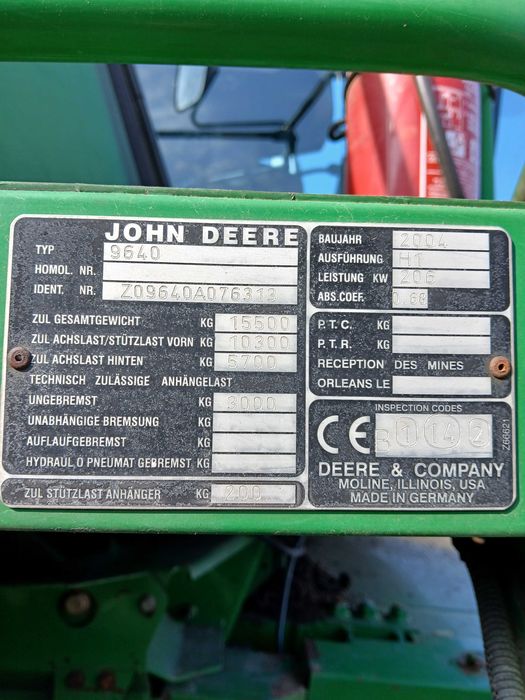 JOHN DEERE
TYP 9640
HOMOL. NR.
IDENT. NR. Z09640A076313
ZUL GESAMTGEWICHT KG 15500
ZUL ACHSLAST/STÜTZLAST VORN KG 10300
ZUL ACHSLAST HINTEN KG 5700
TECHNISCH ZULÄSSIGE ANHÄNGELAST
UNGEBREMST KG 3000
UNABHÄNGIGE BREMSUNG KG
AUFLAUFGEBREMST KG
HYDRAUL O PNEUMAT GEBREMST KG
ZUL STÜTZLAST ANHÄNGER KG 200
BAUJAHR 2004
AUSFÜHRUNG H1
LEISTUNG KW 206
ABS.COEF. 0,68
P.T.C. KG
P.T.R. KG
RECEPTION DES MINES
ORLEANS LE
INSPECTION CODES
CE
DEERE & COMPANY
MOLINE, ILLINOIS, USA
MADE IN GERMANY
Z66621